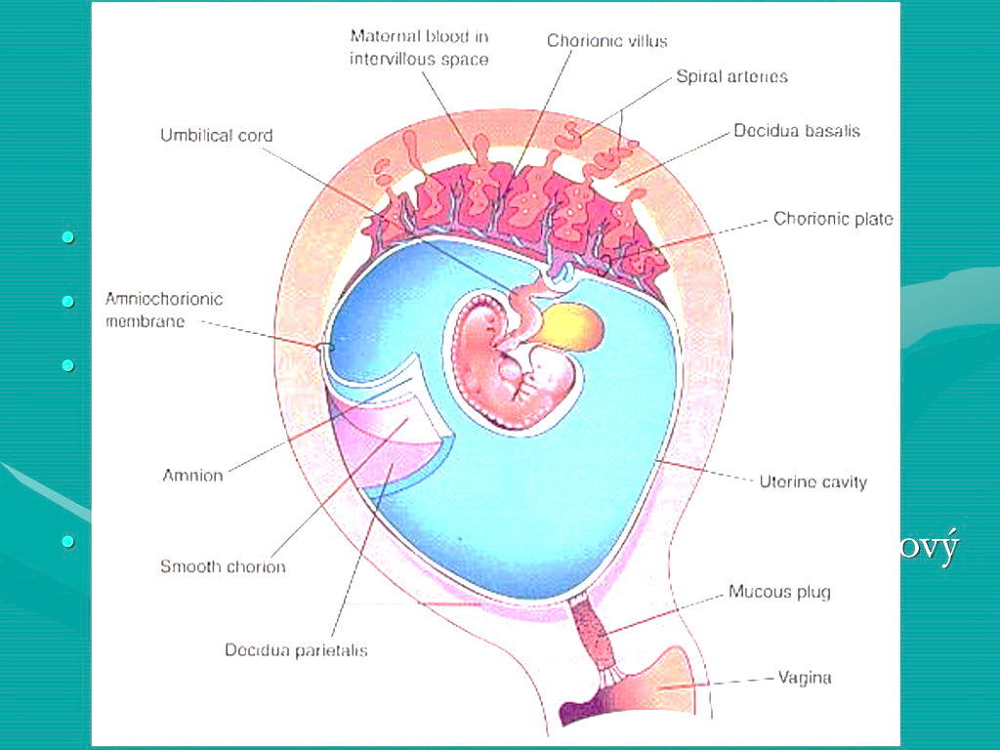 Maternal blood in
intervillous space
Chorionic villus
Spiral arteries
Decidua basalis
Umbilical cord
Chorionic plate
Amniochorionic
membrane
Amnion
Uterine cavity
ový
Smooth chorion
Mucous plug
Decidua parietalis
Vagina